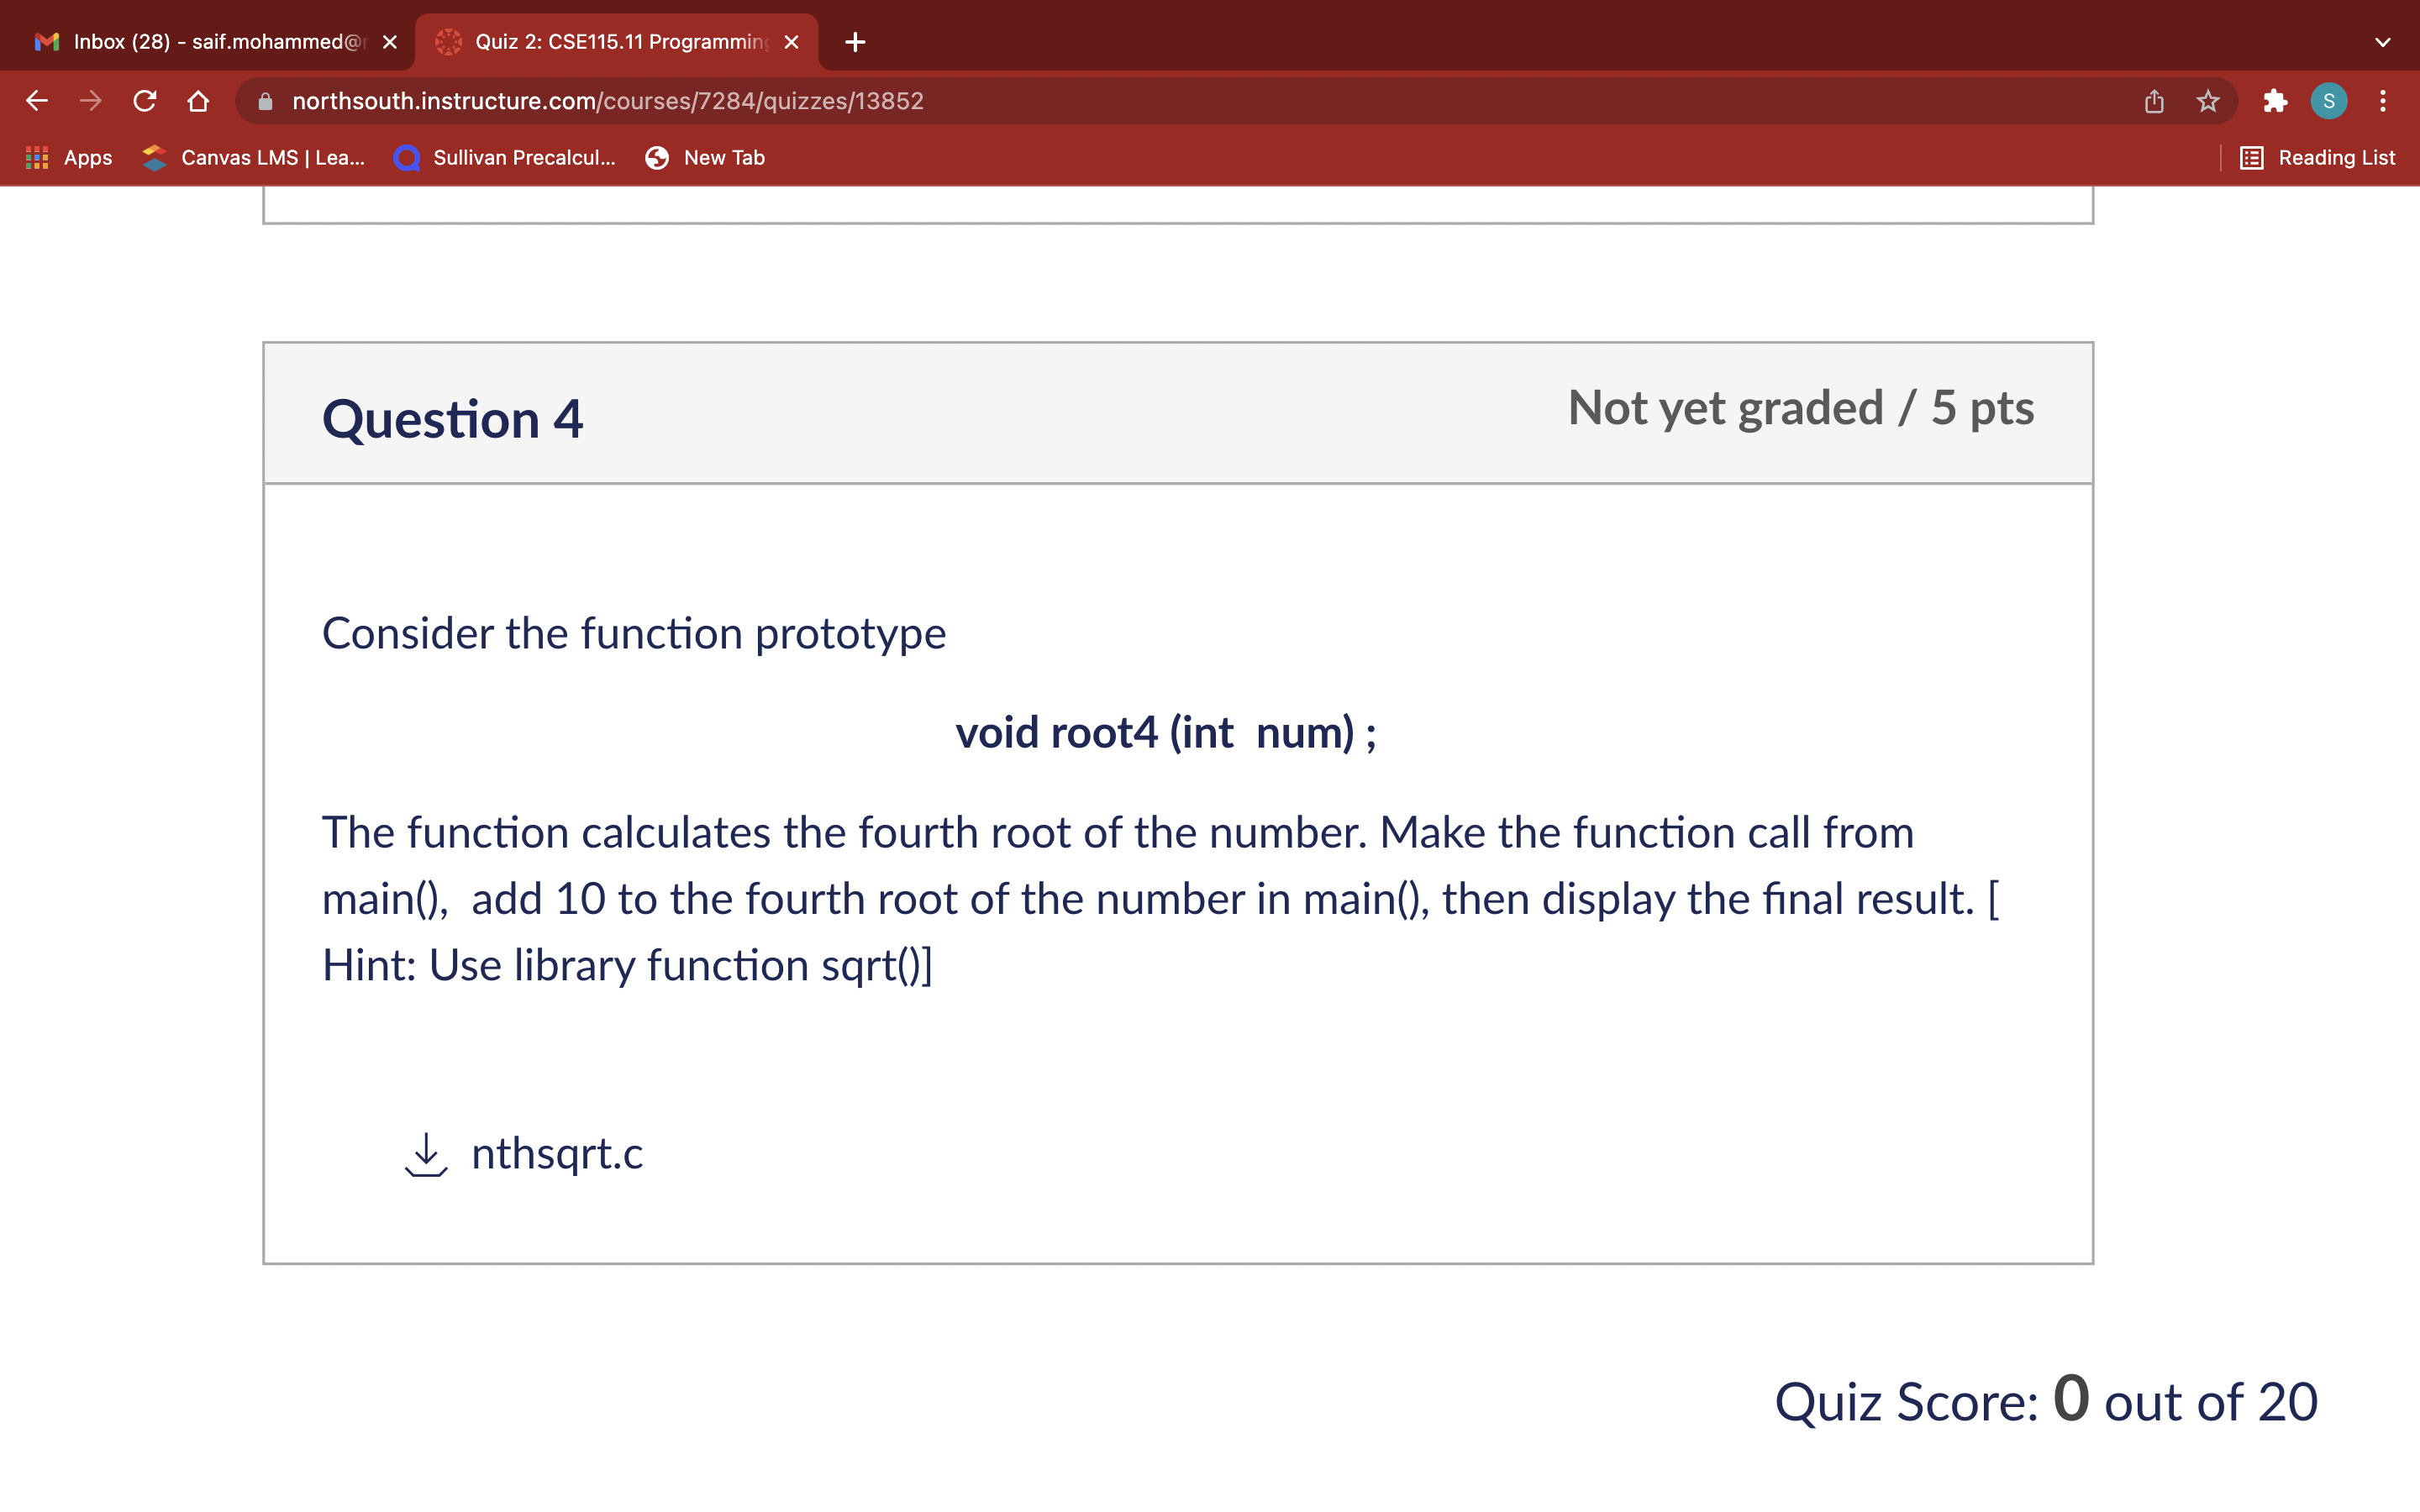 Inbox (28) - saif.mohammed@
Quiz 2: CSE115.11 Programming
northsouth.instructure.com/courses/7284/quizzes/13852
S
Apps
Canvas LMS | Lea...
Sullivan Precalcul...
New Tab
Reading List
Question 4
Not yet graded / 5 pts
Consider the function prototype
void root4 (int  num) ;
The function calculates the fourth root of the number. Make the function call from
main(),  add 10 to the fourth root of the number in main(), then display the final result. [
Hint: Use library function sqrt()]
nthsqrt.c
Quiz Score: 0 out of 20